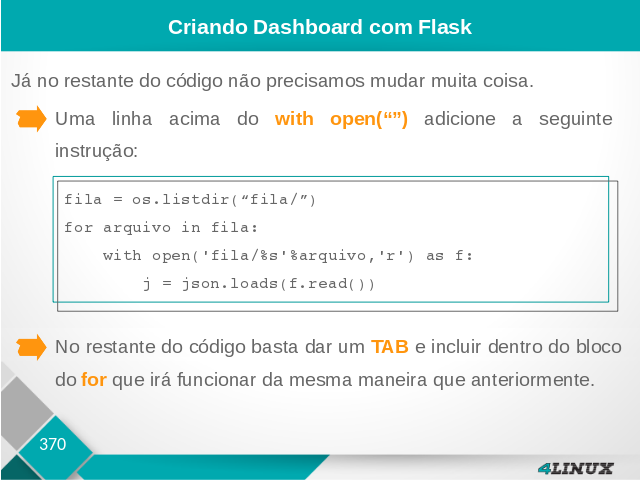 Criando Dashboard com Flask
Já no restante do código não precisamos mudar muita coisa.
Uma linha acima do with open(“”) adicione a seguinte
instrução:
fila = os.listdir(“fila/”)
for arquivo in fila:
    with open('fila/%s'%arquivo,'r') as f:
        j = json.loads(f.read())
No restante do código basta dar um TAB e incluir dentro do bloco
do for que irá funcionar da mesma maneira que anteriormente.
370
4LINUX